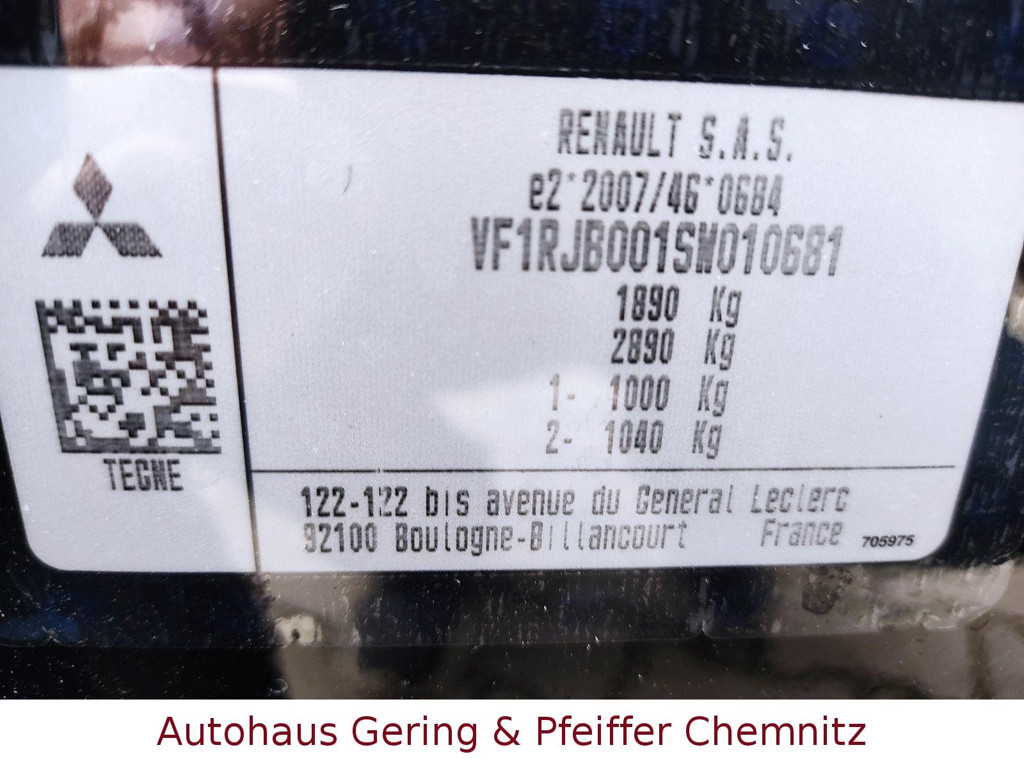 RENAULT S.A.S.
e2*2007/46*0684
VF1RJB001SW010681
1890 Kg
2890 Kg
1- 1000 Kg
2- 1040 Kg
TEGNE
122-122 bis avenue du General Leclerc
92100 Boulogne-Billancourt France 705975
Autohaus Gering & Pfeiffer Chemnitz